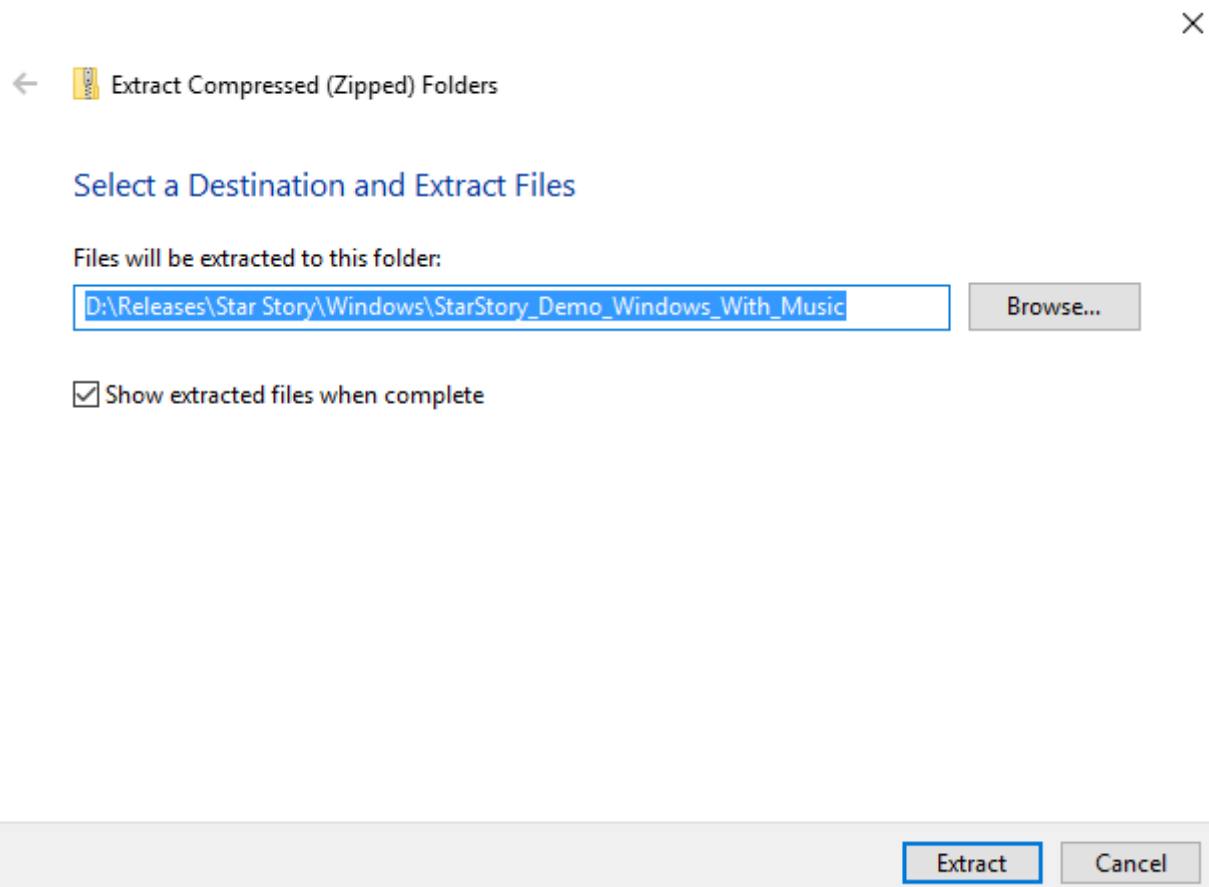 Extract Compressed (Zipped) Folders
Select a Destination and Extract Files
Files will be extracted to this folder:
D:\Releases\Star Story\Windows\StarStory_Demo_Windows_With_Music
Browse...
Show extracted files when complete
Extract
Cancel